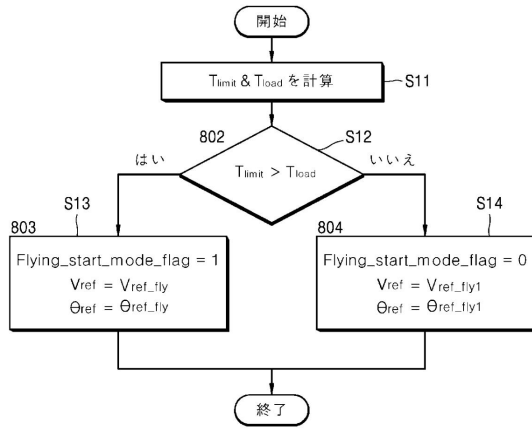 開始
Tlimit & Tload を計算
S11
802
S12
はい
Tlimit > Tload
いいえ
S13
803
Flying_start_mode_flag = 1
Vref = Vref_fly
θref = θref_fly
S14
804
Flying_start_mode_flag = 0
Vref = Vref_fly1
θref = θref_fly1
終了